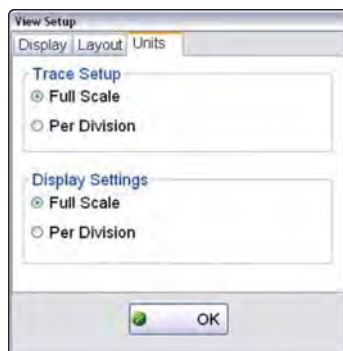 View Setup
Display Layout Units
Trace Setup
Full Scale
Per Division
Display Settings
Full Scale
Per Division
OK